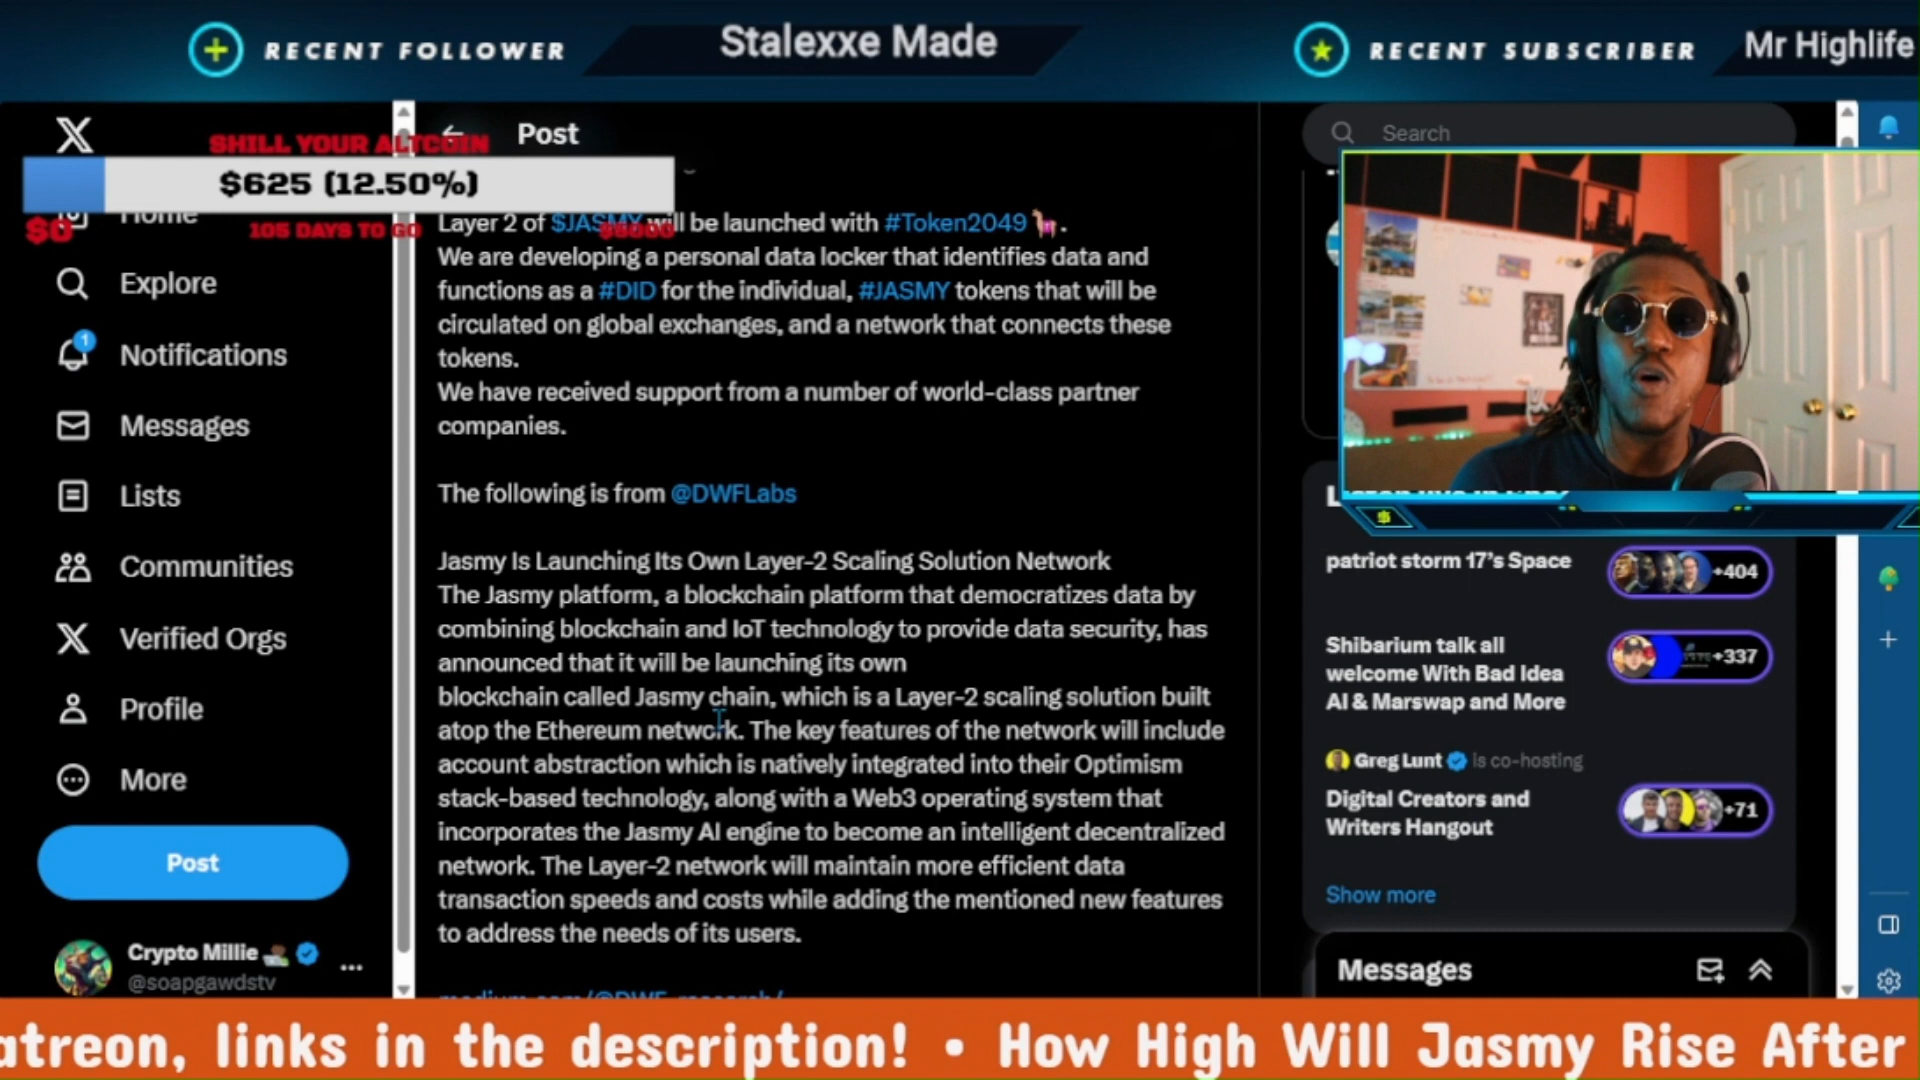 RECENT FOLLOWER
Stalexxe Made
RECENT SUBSCRIBER
Mr Highlife
SHILL YOUR ALTCOIN
$625 (12.50%)
$0
105 DAYS TO GO
Home
Explore
Notifications
1
Messages
Lists
Communities
Verified Orgs
Profile
More
Post
Crypto Millie
@soapgawdstv
Post
Layer 2 of $JASMY will be launched with #Token2049 .
We are developing a personal data locker that identifies data and
functions as a #DID for the individual, #JASMY tokens that will be
circulated on global exchanges, and a network that connects these
tokens.
We have received support from a number of world-class partner
companies.
The following is from @DWFLabs
Jasmy Is Launching Its Own Layer-2 Scaling Solution Network
The Jasmy platform, a blockchain platform that democratizes data by
combining blockchain and IoT technology to provide data security, has
announced that it will be launching its own
blockchain called Jasmy chain, which is a Layer-2 scaling solution built
atop the Ethereum network. The key features of the network will include
account abstraction which is natively integrated into their Optimism
stack-based technology, along with a Web3 operating system that
incorporates the Jasmy AI engine to become an intelligent decentralized
network. The Layer-2 network will maintain more efficient data
transaction speeds and costs while adding the mentioned new features
to address the needs of its users.
Search
patriot storm 17's Space
+404
Shibarium talk all
welcome With Bad Idea
AI & Marswap and More
+337
Greg Lunt is co-hosting
Digital Creators and
Writers Hangout
+71
Show more
Messages
atreon, links in the description! • How High Will Jasmy Rise After